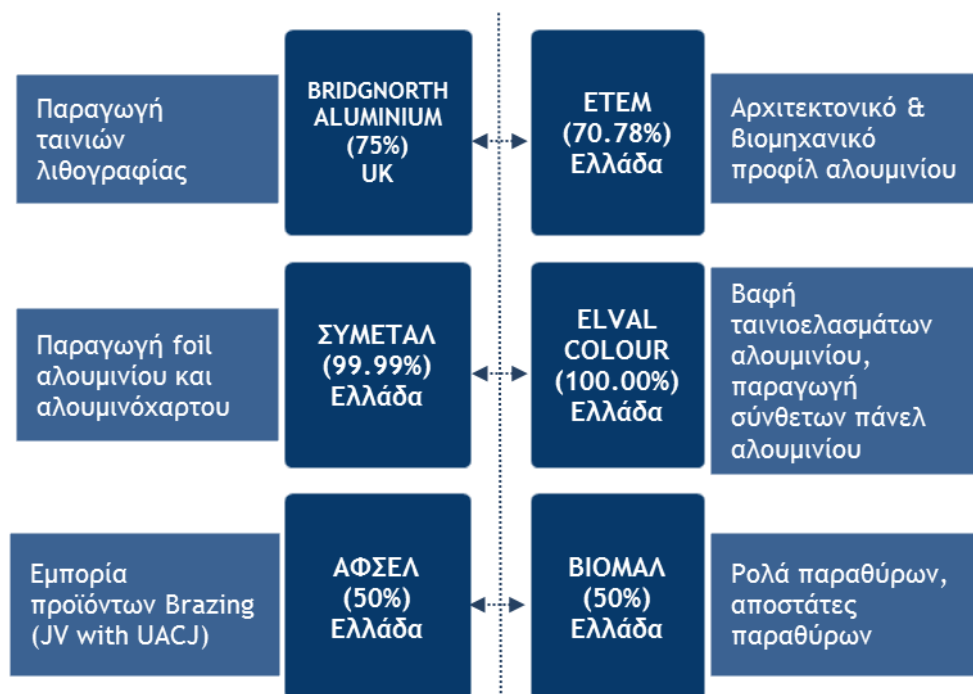 Παραγωγή
ταινιών
λιθογραφίας
BRIDGNORTH
ALUMINIUM
(75%)
UK
ETEM
(70.78%)
Ελλάδα
Αρχιτεκτονικό &
βιομηχανικό
προφίλ αλουμινίου
Παραγωγή foil
αλουμινίου και
αλουμινόχαρτου
ΣΥΜΕΤΑΛ
(99.99%)
Ελλάδα
ELVAL
COLOUR
(100.00%)
Ελλάδα
Βαφή
ταινιοελασμάτων
αλουμινίου,
παραγωγή
σύνθετων πάνελ
αλουμινίου
Εμπορία
προϊόντων Brazing
(JV with UACJ)
ΑΦΣΕΛ
(50%)
Ελλάδα
ΒΙΟΜΑΛ
(50%)
Ελλάδα
Ρολά παραθύρων,
αποστάτες
παραθύρων